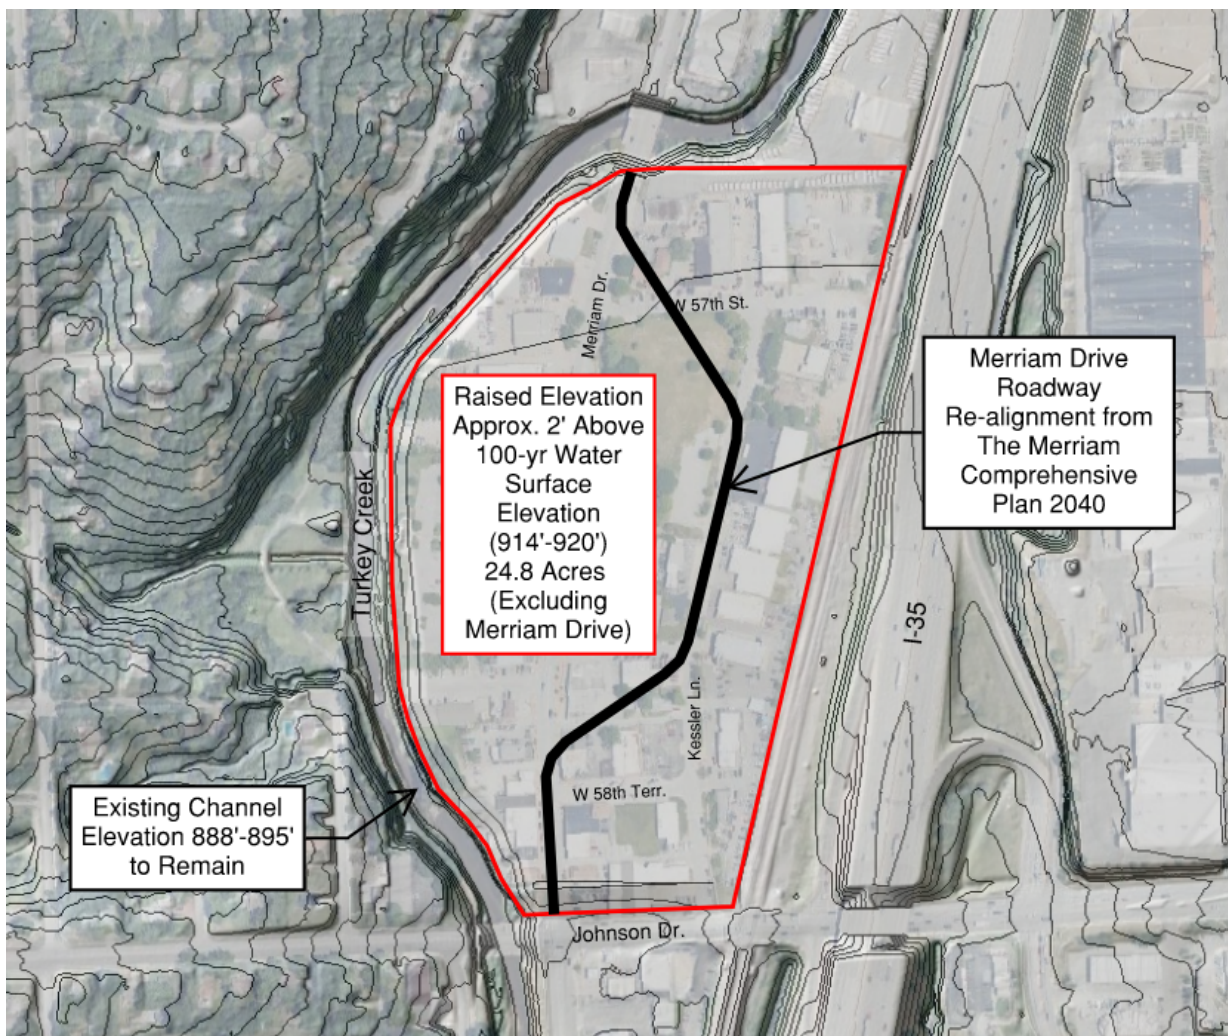 Merriam Dr.
W 57th St.
Merriam Drive
Roadway
Re-alignment from
The Merriam
Comprehensive
Plan 2040
Raised Elevation
Approx. 2' Above
100-yr Water
Surface
Elevation
(914'-920')
24.8 Acres
(Excluding
Merriam Drive)
Turkey Creek
I-35
Kessler Ln.
W 58th Terr.
Existing Channel
Elevation 888'-895'
to Remain
Johnson Dr.